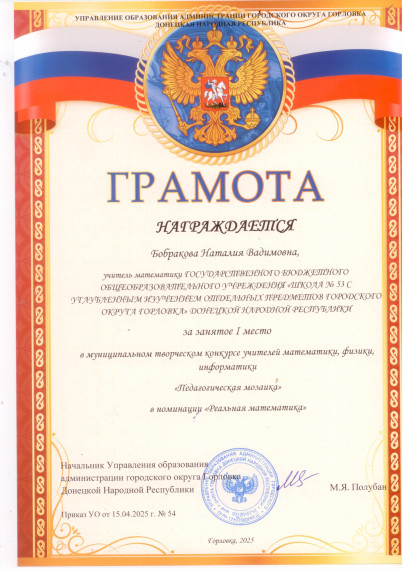 УПРАВЛЕНИЕ ОБРАЗОВАНИЯ АДМИНИСТРАЦИИ ГОРОДСКОГО ОКРУГА ГОРЛОВКА
ДОНЕЦКАЯ НАРОДНАЯ РЕСПУБЛИКА
ГРАМОТА
НАГРАЖДАЕТСЯ
Бобракова Наталия Вадимовна,
учитель математики ГОСУДАРСТВЕННОГО БЮДЖЕТНОГО
ОБЩЕОБРАЗОВАТЕЛЬНОГО УЧРЕЖДЕНИЯ «ШКОЛА № 53 С
УГЛУБЛЕННЫМ ИЗУЧЕНИЕМ ОТДЕЛЬНЫХ ПРЕДМЕТОВ ГОРОДСКОГО
ОКРУГА ГОРЛОВКА» ДОНЕЦКОЙ НАРОДНОЙ РЕСПУБЛИКИ
за занятое I место
в муниципальном творческом конкурсе учителей математики, физики,
информатики
«Педагогическая мозаика»
в номинации «Реальная математика»
Начальник Управления образования
администрации городского округа Горловка
Донецкой Народной Республики
М.Я. Полубан
Приказ УО от 15.04.2025 г. № 54
Горловка, 2025